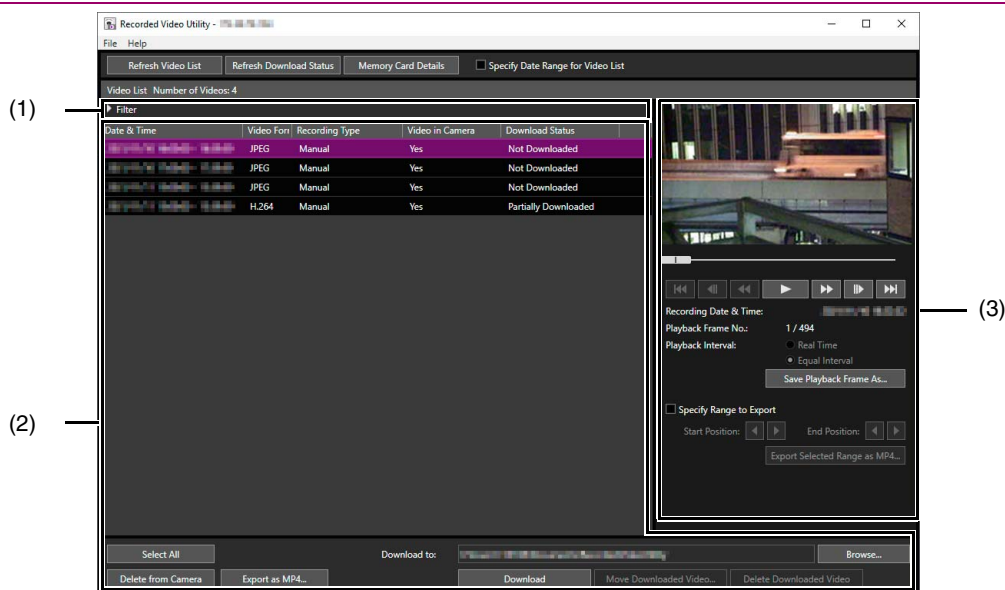 Recorded Video Utility -
File Help
Refresh Video List Refresh Download Status Memory Card Details Specify Date Range for Video List
Video List Number of Videos: 4
(1)
Filter
Date & Time Video Forr Recording Type Video in Camera Download Status
JPEG Manual Yes Not Downloaded
JPEG Manual Yes Not Downloaded
JPEG Manual Yes Not Downloaded
H.264 Manual Yes Partially Downloaded
Recording Date & Time:
(3)
Playback Frame No.: 1 / 494
Playback Interval: Real Time
Equal Interval
Save Playback Frame As...
Specify Range to Export
Start Position: End Position:
Export Selected Range as MP4...
(2)
Select All Download to: Browse...
Delete from Camera Export as MP4... Download Move Downloaded Video... Delete Downloaded Video